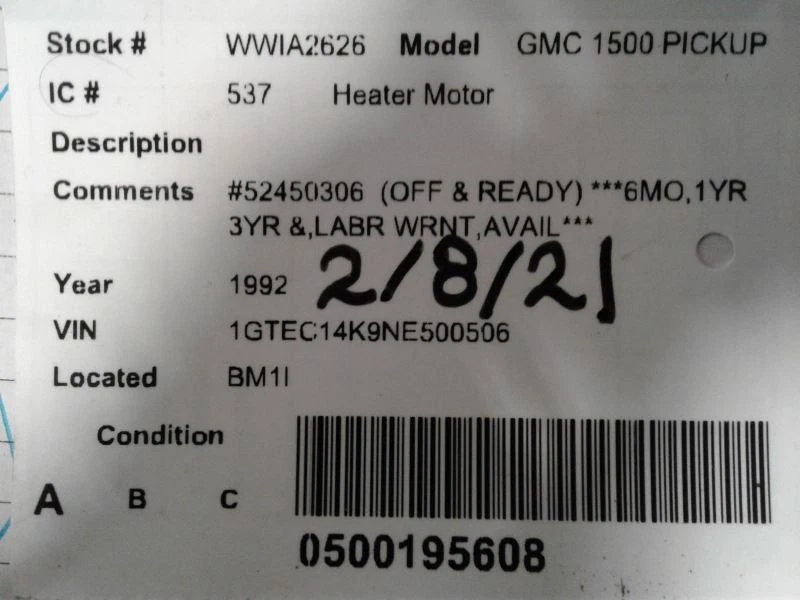 Stock # WWIA2626 Model GMC 1500 PICKUP
IC # 537 Heater Motor
Description
Comments #52450306 (OFF & READY) ***6MO,1YR
3YR &,LABR WRNT,AVAIL***
Year 1992 2/8/21
VIN 1GTEC14K9NE500506
Located BM1I
Condition
A B C
0500195608